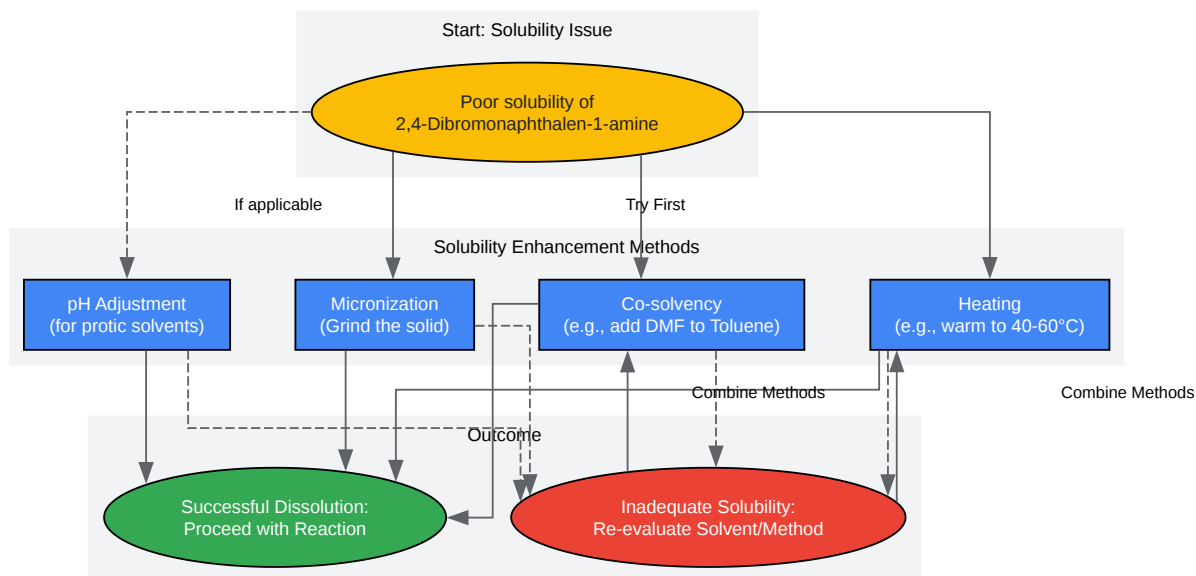 Start: Solubility Issue
Poor solubility of
2,4-Dibromonaphthalen-1-amine
If applicable
Try First
Solubility Enhancement Methods
pH Adjustment
(for protic solvents)
Micronization
(Grind the solid)
Co-solvency
(e.g., add DMF to Toluene)
Heating
(e.g., warm to 40-60°C)
Combine Methods
Combine Methods
Outcome
Successful Dissolution:
Proceed with Reaction
Inadequate Solubility:
Re-evaluate Solvent/Method